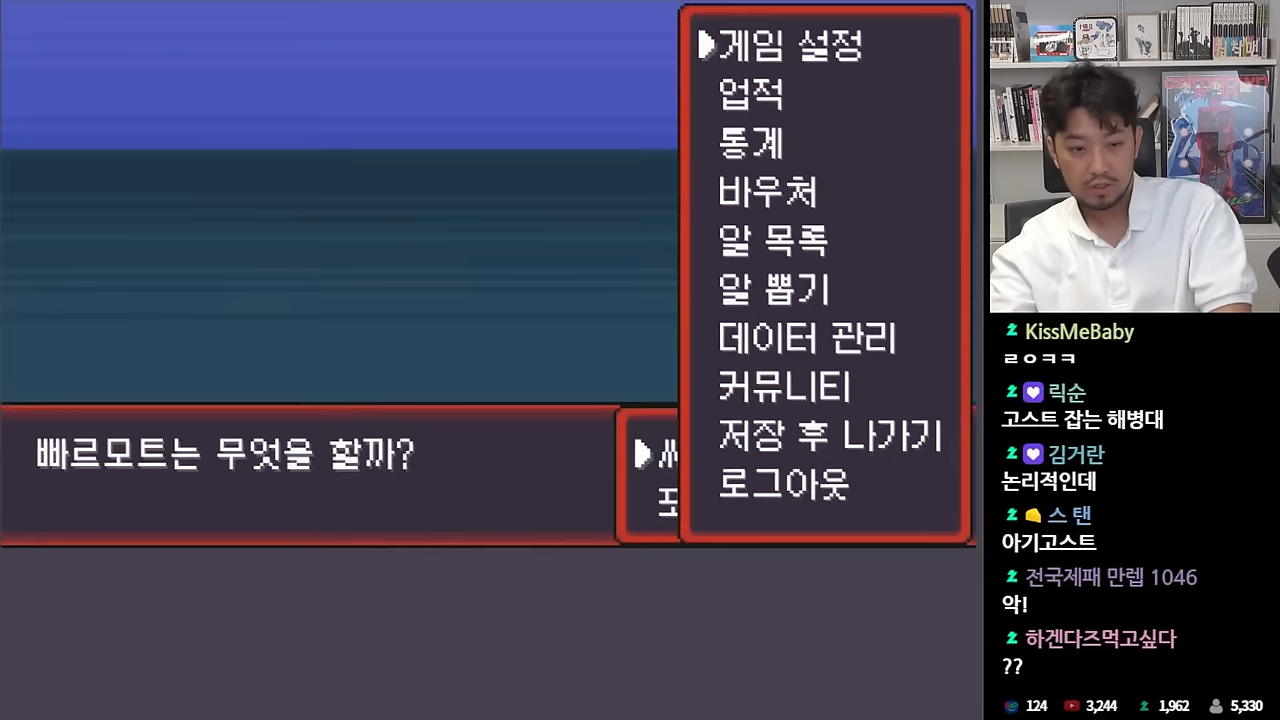 게임 설정
업적
통계
바우처
알 목록
알 뽑기
데이터 관리
커뮤니티
저장 후 나가기
로그아웃
빠르모트는 무엇을 할까?
KissMeBaby
ㄹㅇㅋㅋ
릭순
고스트 잡는 해병대
김거란
논리적인데
스 탠
아기고스트
전국제패 만렙 1046
악!
하겐다즈먹고싶다
??
124 3,244 1,962 5,330